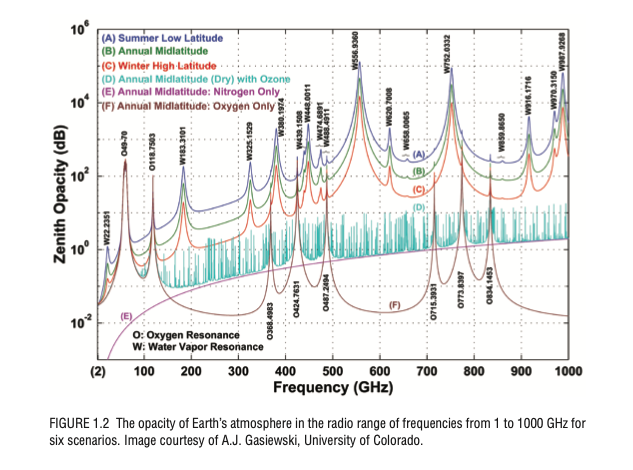 10^6
(A) Summer Low Latitude
(B) Annual Midlatitude
(C) Winter High Latitude
(D) Annual Midlatitude (Dry) with Ozone
(E) Annual Midlatitude: Nitrogen Only
(F) Annual Midlatitude: Oxygen Only
W22.2351
O49-70
O118.7503
W183.3101
W325.1529
W380.1974
W439.1508
W448.0011
W474.6891
W488.4911
W556.9360
W620.7008
W658.0065
W752.0332
W859.8650
W916.1716
W970.3150
W987.9268
10^4
10^2
10^0
10^-2
Zenith Opacity (dB)
(A)
(B)
(C)
(D)
(E)
(F)
O368.4983
O424.7631
O487.2494
O715.3931
O773.8397
O834.1453
O: Oxygen Resonance
W: Water Vapor Resonance
(2) 100 200 300 400 500 600 700 800 900 1000
Frequency (GHz)
FIGURE 1.2 The opacity of Earth's atmosphere in the radio range of frequencies from 1 to 1000 GHz for
six scenarios. Image courtesy of A.J. Gasiewski, University of Colorado.